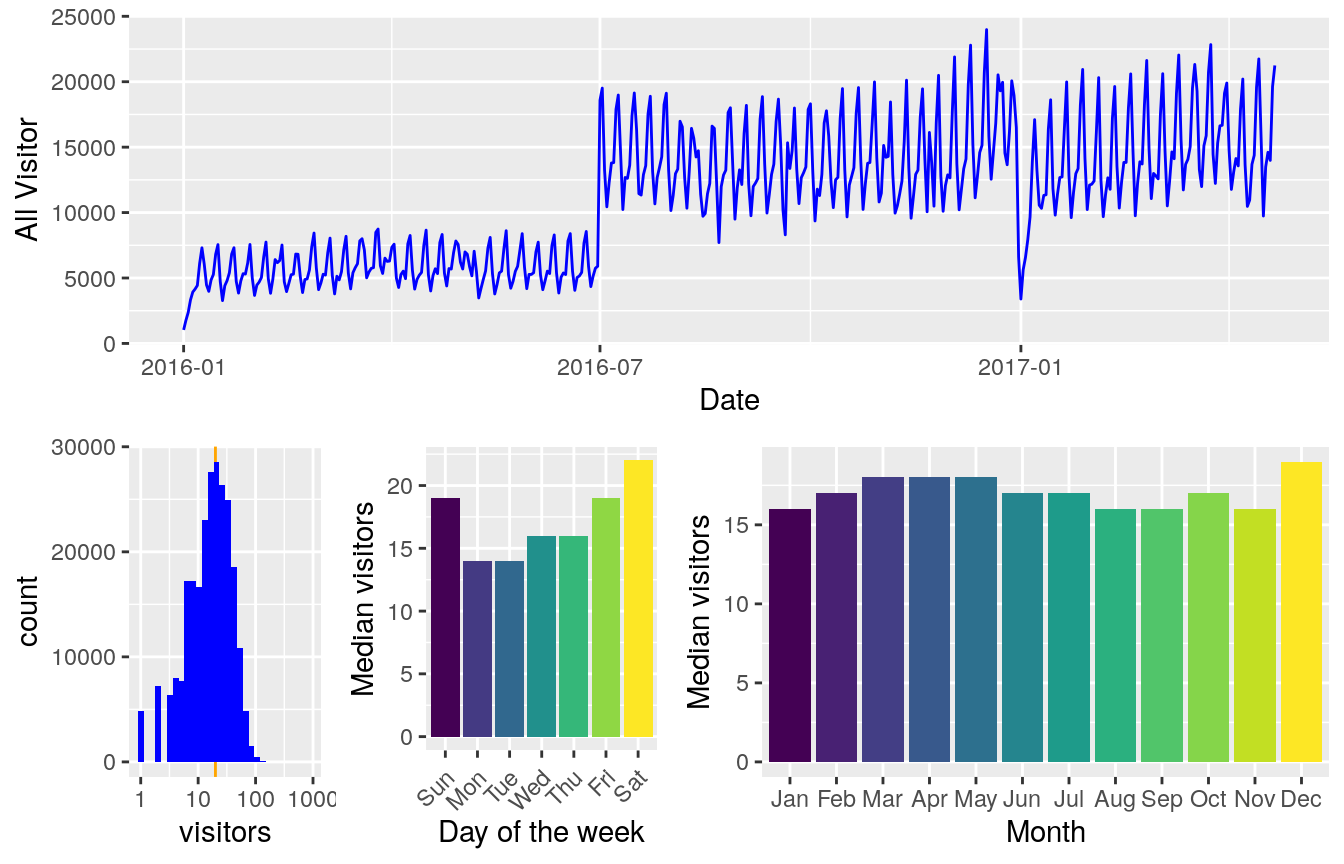 25000
20000
15000
10000
5000
0
All Visitor
2016-01 2016-07 2017-01
Date
30000
20000
10000
0
count
1 10 100 1000
visitors
20
15
10
5
0
Median visitors
Sun Mon Tue Wed Thu Fri Sat
Day of the week
15
10
5
0
Median visitors
Jan Feb Mar Apr May Jun Jul Aug Sep Oct Nov Dec
Month